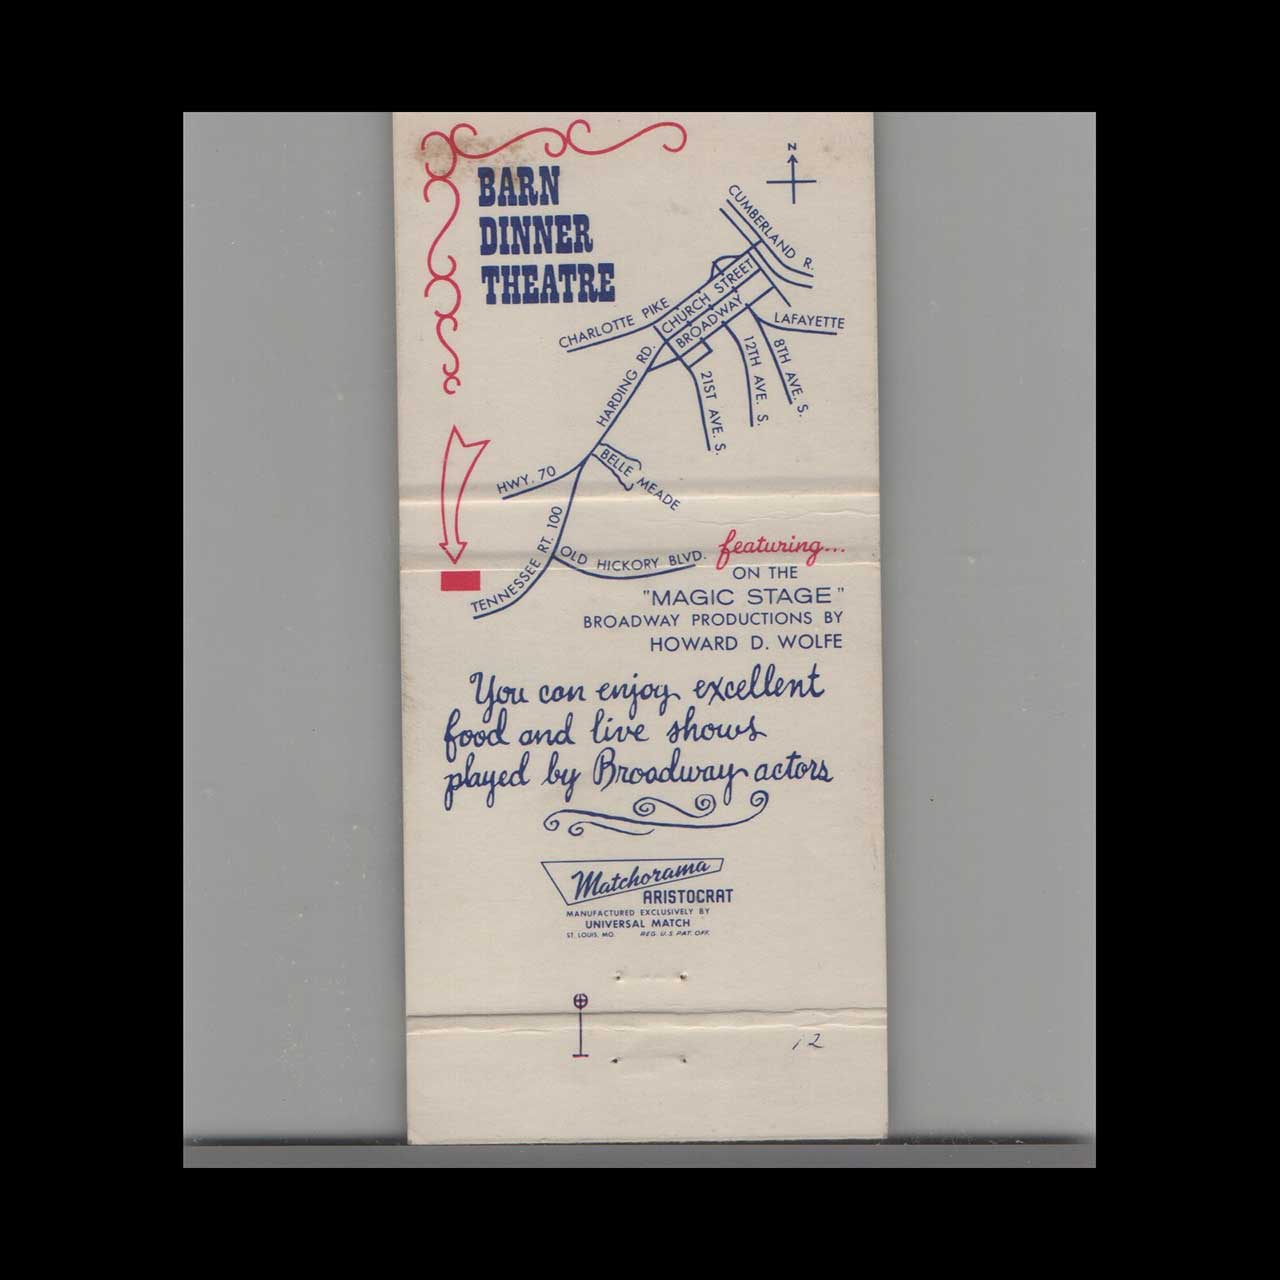 BARN
DINNER
THEATRE
N
CUMBERLAND R.
CHURCH STREET
BROADWAY
CHARLOTTE PIKE
LAFAYETTE
HARDING RD.
21ST AVE. S.
12TH AVE. S.
8TH AVE. S.
HWY. 70
BELLE MEADE
TENNESSEE RT. 100
OLD HICKORY BLVD.
featuring...
ON THE
"MAGIC STAGE"
BROADWAY PRODUCTIONS BY
HOWARD D. WOLFE
You can enjoy excellent
food and live shows
played by Broadway actors
Matchorama
ARISTOCRAT
MANUFACTURED EXCLUSIVELY BY
UNIVERSAL MATCH
ST. LOUIS, MO. REG. U.S. PAT. OFF.
12